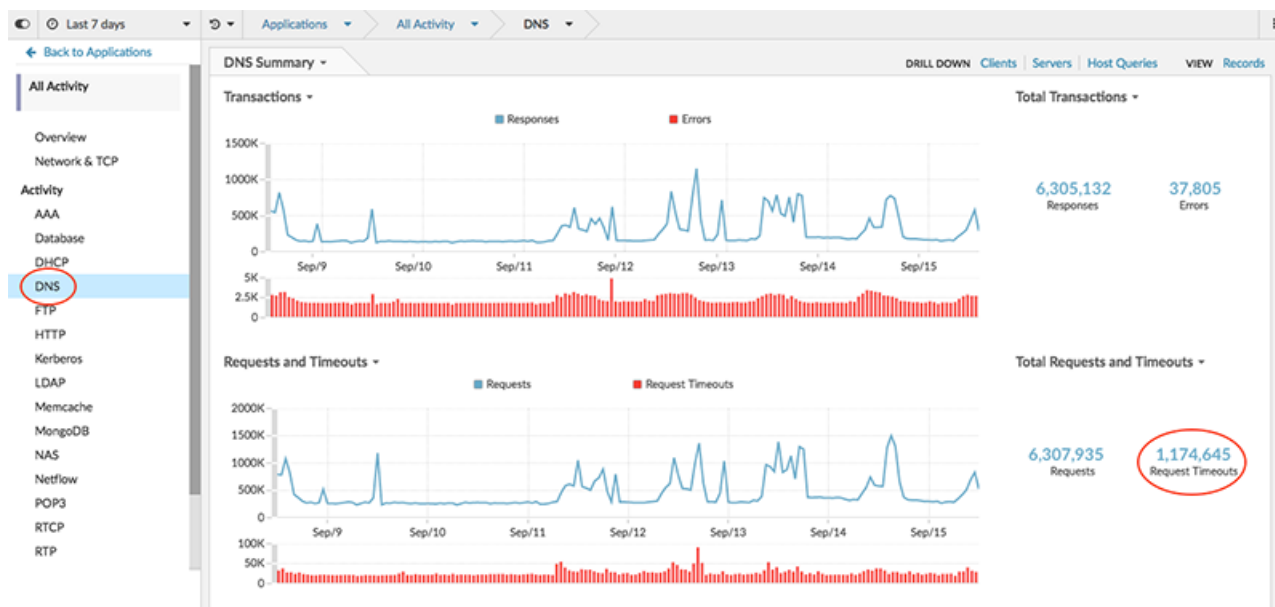 Last 7 days
Applications
All Activity
DNS
Back to Applications
All Activity
Overview
Network & TCP
Activity
AAA
Database
DHCP
DNS
FTP
HTTP
Kerberos
LDAP
Memcache
MongoDB
NAS
Netflow
POP3
RTCP
RTP
DNS Summary
DRILL DOWN Clients Servers Host Queries VIEW Records
Transactions
Responses Errors
1500K
1000K
500K
0
Sep/9 Sep/10 Sep/11 Sep/12 Sep/13 Sep/14 Sep/15
5K
2.5K
0
Total Transactions
6,305,132 37,805
Responses Errors
Requests and Timeouts
Requests Request Timeouts
2000K
1500K
1000K
500K
0
Sep/9 Sep/10 Sep/11 Sep/12 Sep/13 Sep/14 Sep/15
100K
50K
0
Total Requests and Timeouts
6,307,935 1,174,645
Requests Request Timeouts